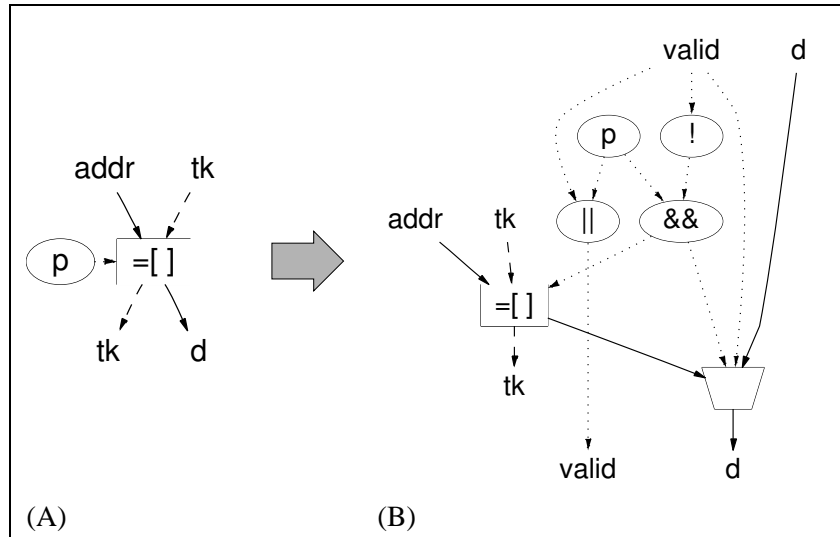 valid d
p !
addr tk
|| &&
addr tk
p =[ ]
=[ ]
tk d
tk
valid d
(A) (B)